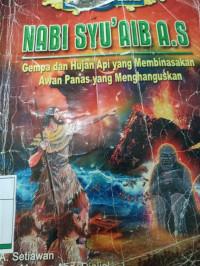 NABI SYU'AIB A.S
Gempa dan Hujan Api yang Membinasakan
Awan Panas yang Menghanguskan
A. Setiawan